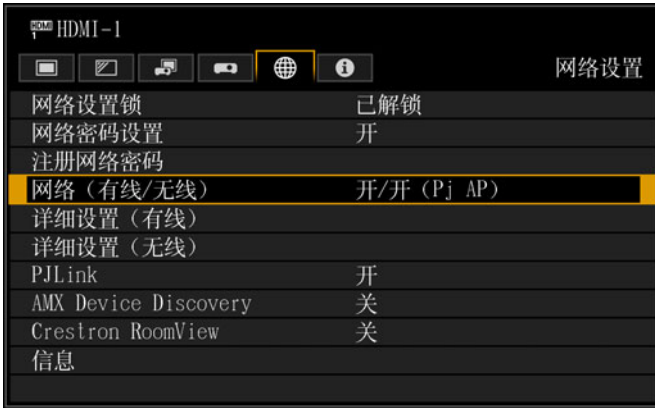 HDMI 1 HDMI-1
网络设置
网络设置锁 已解锁
网络密码设置 开
注册网络密码
网络（有线/无线） 开/开（Pj AP）
详细设置（有线）
详细设置（无线）
PJLink 开
AMX Device Discovery 关
Crestron RoomView 关
信息